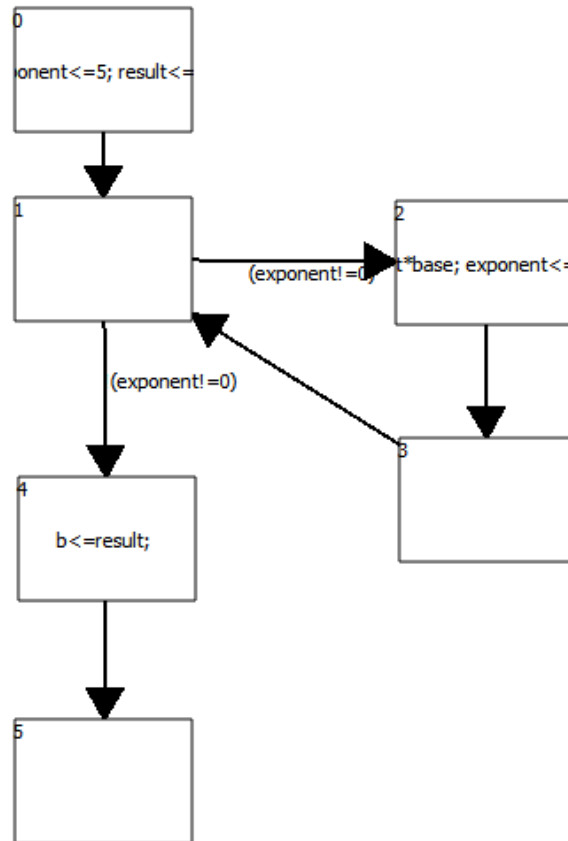 0
onent<=5; result<=
1
2
(exponent!=0)
t*base; exponent<=
(exponent!=0)
3
4
b<=result;
5